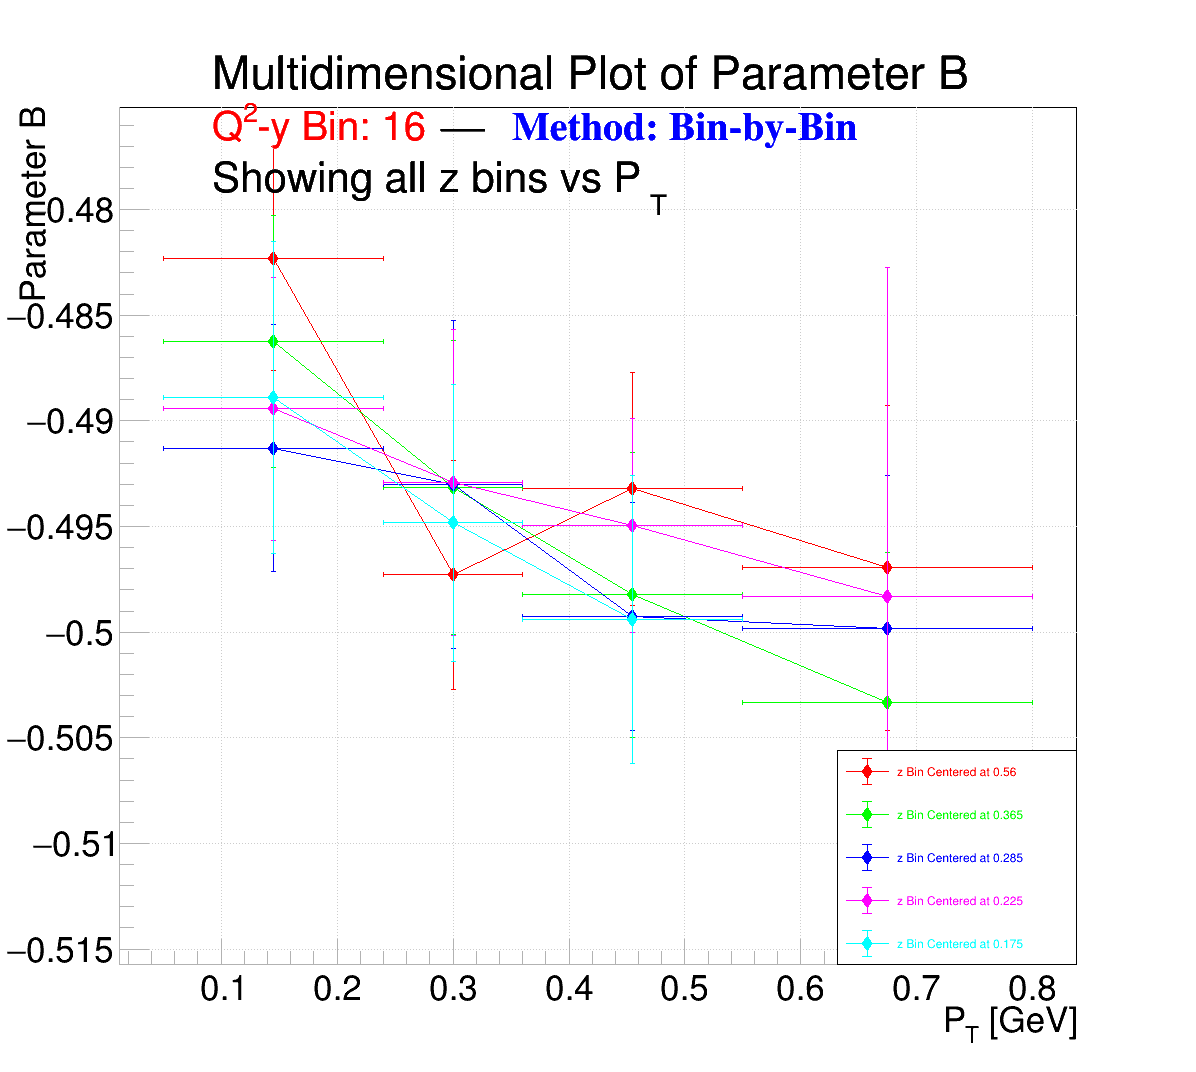 Multidimensional Plot of Parameter B
Q²-y Bin: 16 — Method: Bin-by-Bin
Showing all z bins vs P_T
Parameter B
−0.48
−0.485
−0.49
−0.495
−0.5
−0.505
−0.51
−0.515
z Bin Centered at 0.56
z Bin Centered at 0.365
z Bin Centered at 0.285
z Bin Centered at 0.225
z Bin Centered at 0.175
0.1 0.2 0.3 0.4 0.5 0.6 0.7 0.8
P_T [GeV]